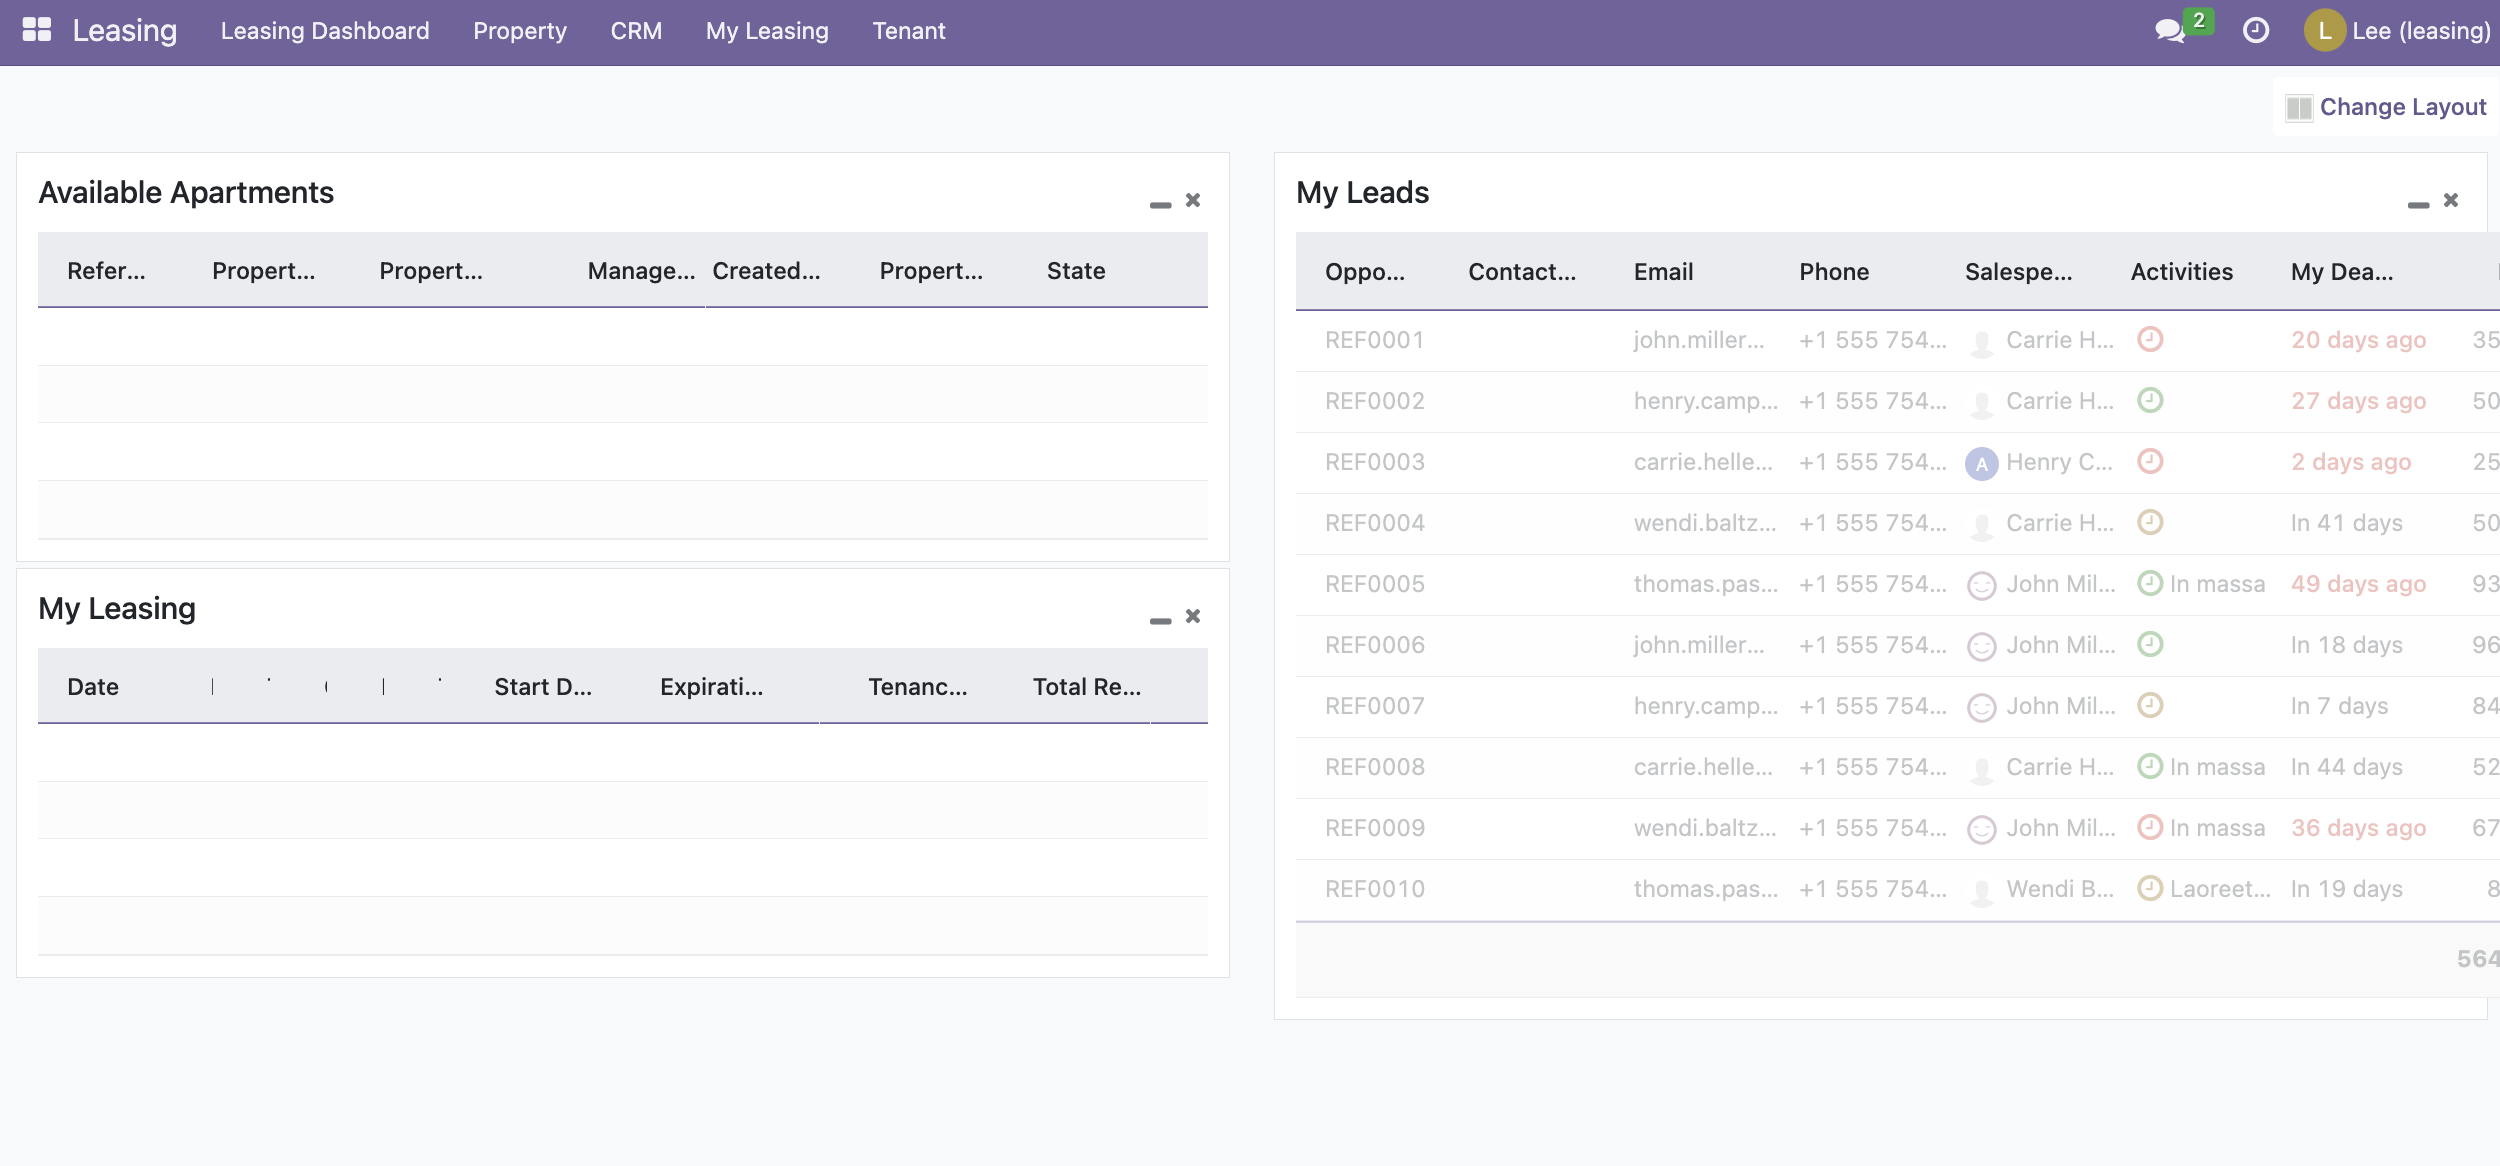 Leasing Leasing Dashboard Property CRM My Leasing Tenant 2 L Lee (leasing)
Change Layout
Available Apartments
Refer... Propert... Propert... Manage... Created... Propert... State
My Leasing
Date Start D... Expirati... Tenanc... Total Re...
My Leads
Oppo... Contact... Email Phone Salespe... Activities My Dea...
REF0001 john.miller... +1 555 754... Carrie H... 20 days ago 35
REF0002 henry.camp... +1 555 754... Carrie H... 27 days ago 50
REF0003 carrie.helle... +1 555 754... A Henry C... 2 days ago 25
REF0004 wendi.baltz... +1 555 754... Carrie H... In 41 days 50
REF0005 thomas.pas... +1 555 754... John Mil... In massa 49 days ago 93
REF0006 john.miller... +1 555 754... John Mil... In 18 days 96
REF0007 henry.camp... +1 555 754... John Mil... In 7 days 84
REF0008 carrie.helle... +1 555 754... Carrie H... In massa In 44 days 52
REF0009 wendi.baltz... +1 555 754... John Mil... In massa 36 days ago 67
REF0010 thomas.pas... +1 555 754... Wendi B... Laoreet... In 19 days 8
564